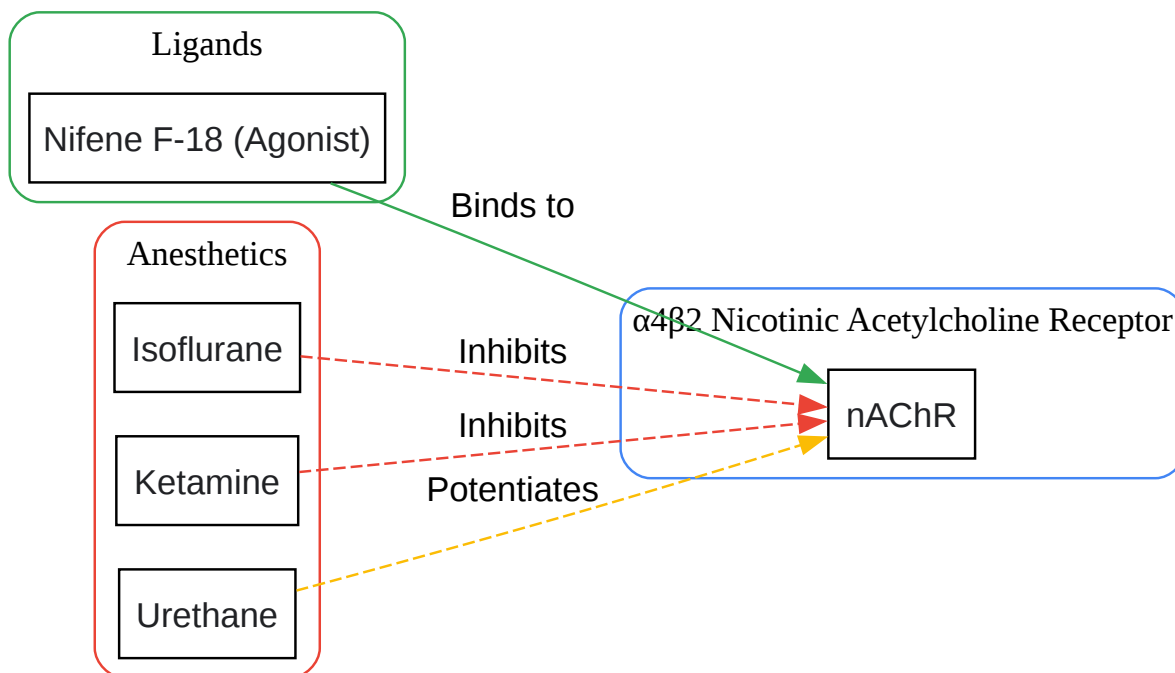 Ligands
Nifene F-18 (Agonist)
Binds to
Anesthetics
α4β2 Nicotinic Acetylcholine Receptor
Isoflurane
Inhibits
nAChR
Inhibits
Ketamine
Potentiates
Urethane